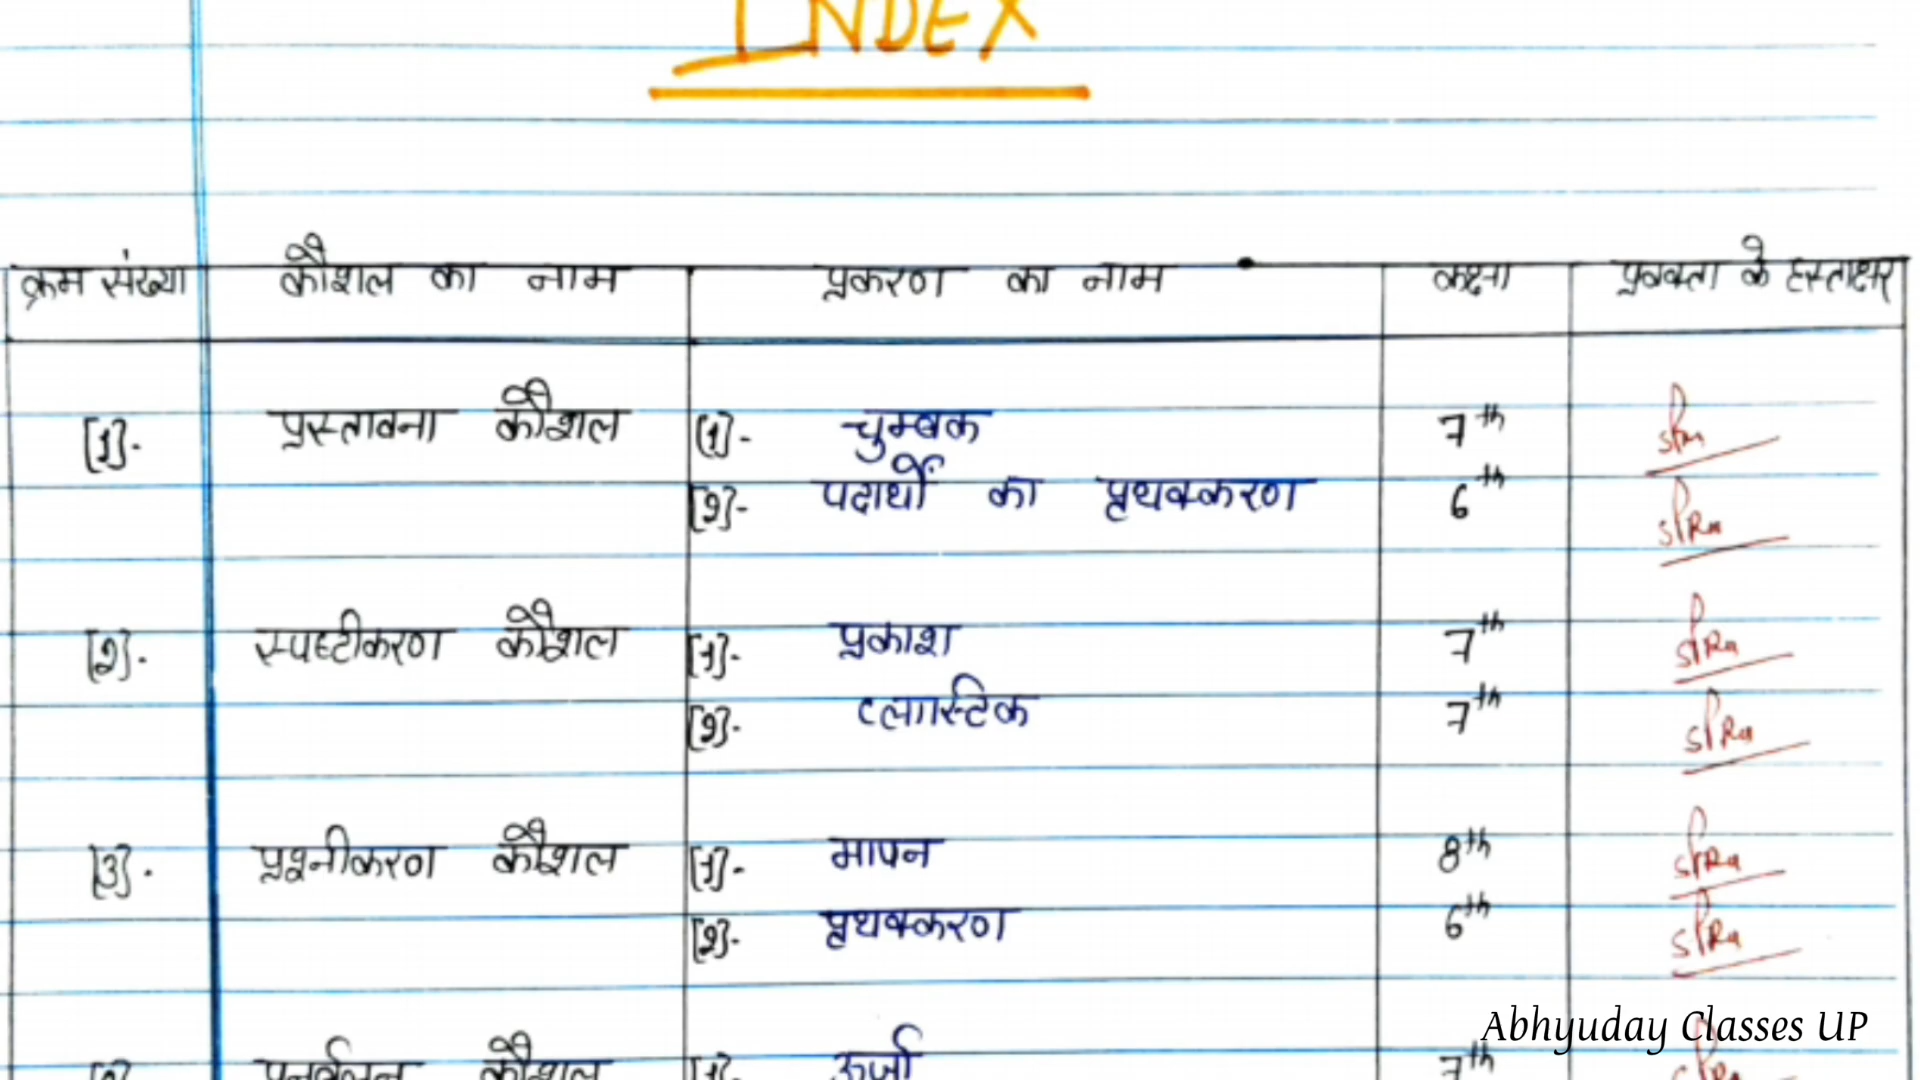 INDEX
क्रम संख्या कौशल का नाम प्रकरण का नाम कक्षा प्रवक्ता के हस्ताक्षर
[1]. प्रस्तावना कौशल [1]. चुम्बक 7th
[2]. पदार्थों का पृथक्करण 6th
[2]. स्पष्टीकरण कौशल [1]. प्रकाश 7th
[2]. प्लास्टिक 7th
[3]. प्रश्नीकरण कौशल [1]. मापन 8th
[2]. पृथक्करण 6th
Abhyuday Classes UP
कौशल [1]. ऊर्जा 7th